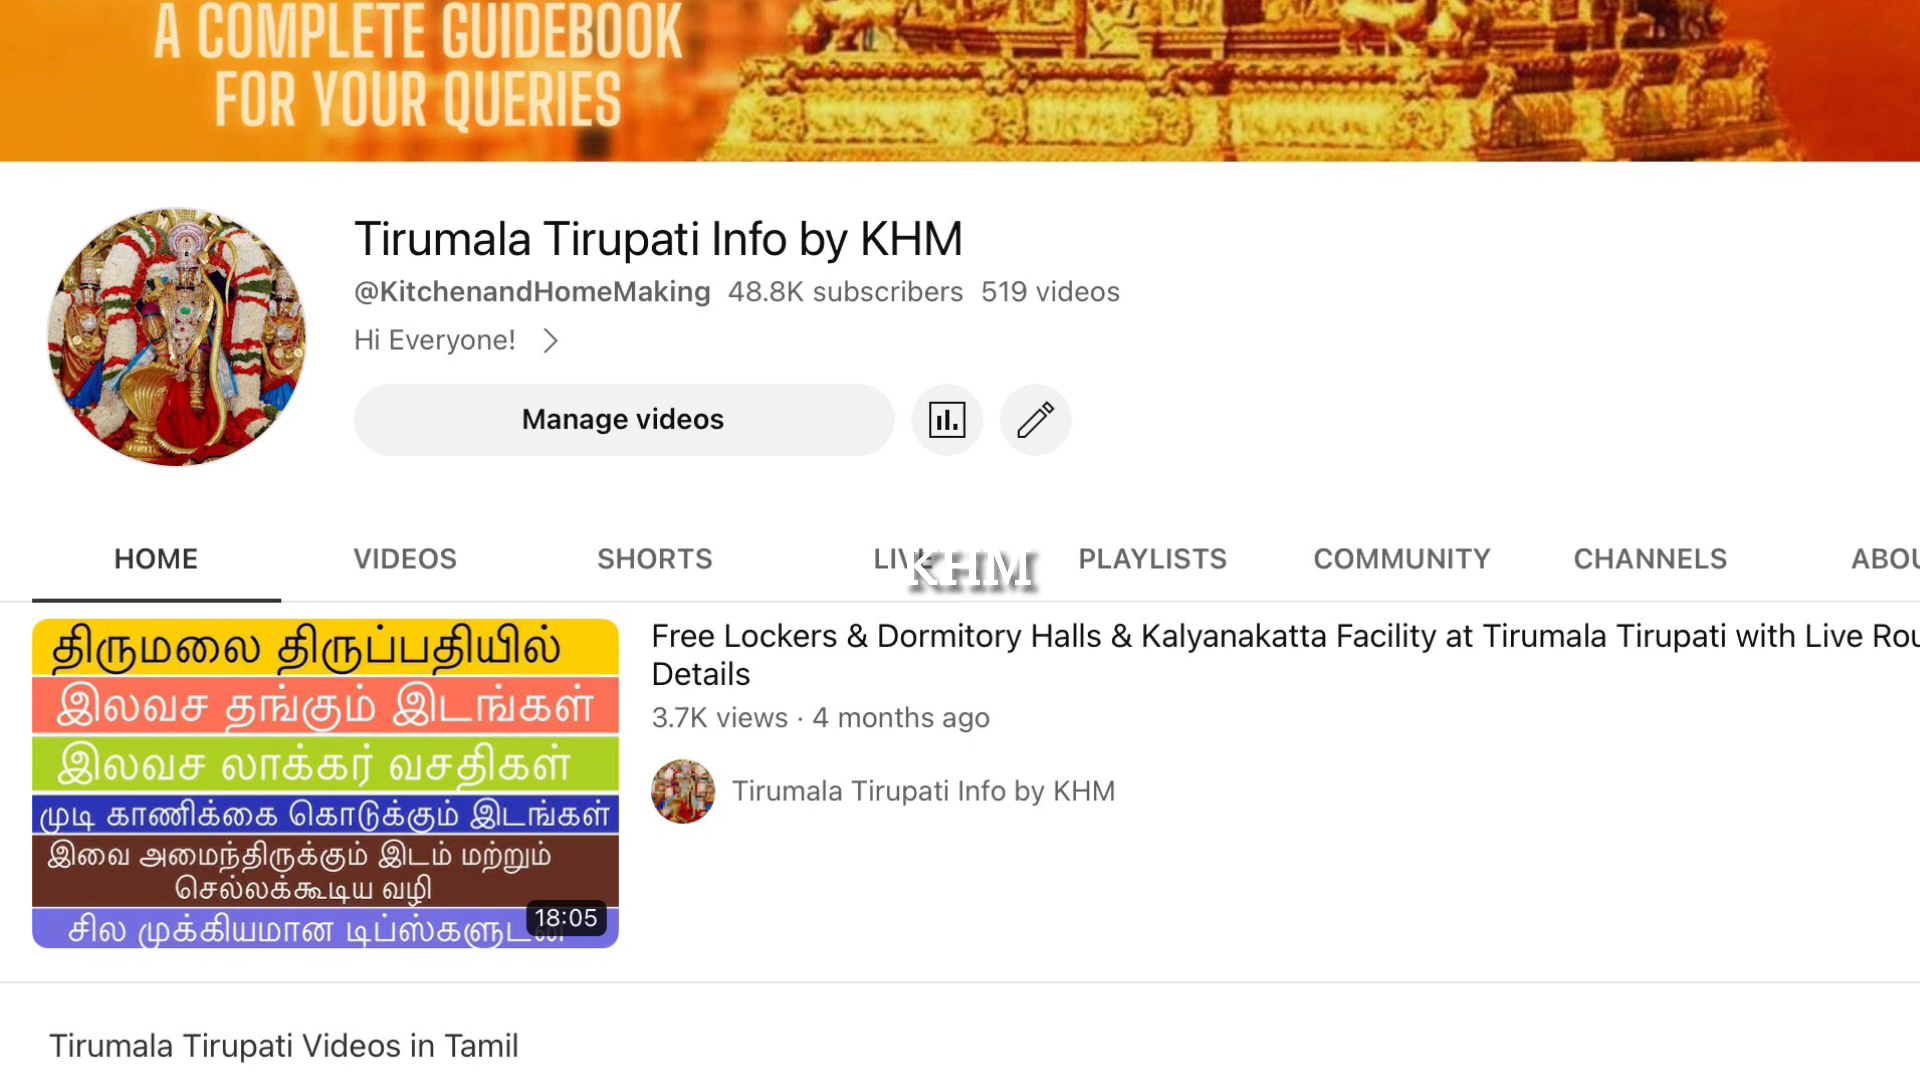 A COMPLETE GUIDEBOOK
FOR YOUR QUERIES
Tirumala Tirupati Info by KHM
@KitchenandHomeMaking 48.8K subscribers 519 videos
Hi Everyone!
Manage videos
HOME VIDEOS SHORTS LIVE KHM PLAYLISTS COMMUNITY CHANNELS ABOU
திருமலை திருப்பதியில்
இலவச தங்கும் இடங்கள்
இலவச லாக்கர் வசதிகள்
முடி காணிக்கை கொடுக்கும் இடங்கள்
இவை அமைந்திருக்கும் இடம் மற்றும்
செல்லக்கூடிய வழி
சில முக்கியமான டிப்ஸ்களுடன்
18:05
Free Lockers & Dormitory Halls & Kalyanakatta Facility at Tirumala Tirupati with Live Rou
Details
3.7K views · 4 months ago
Tirumala Tirupati Info by KHM
Tirumala Tirupati Videos in Tamil